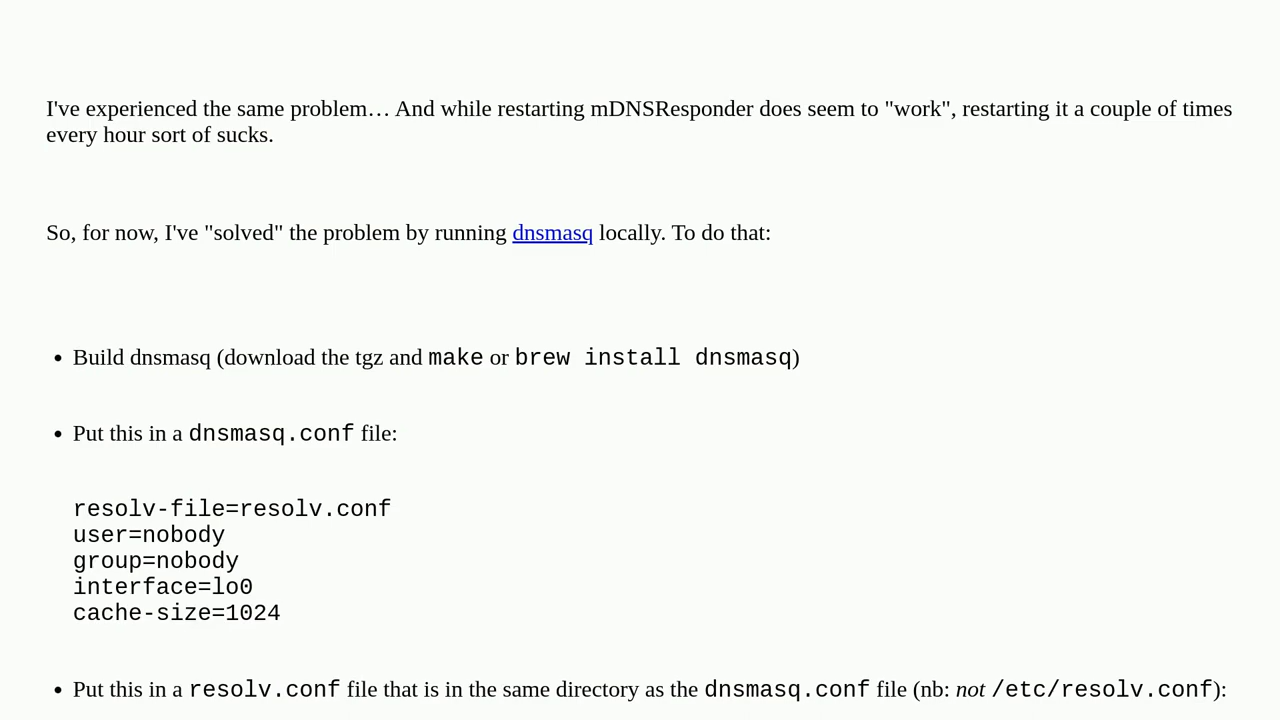 I've experienced the same problem… And while restarting mDNSResponder does seem to "work", restarting it a couple of times
every hour sort of sucks.
So, for now, I've "solved" the problem by running dnsmasq locally. To do that:
• Build dnsmasq (download the tgz and make or brew install dnsmasq)
• Put this in a dnsmasq.conf file:
resolv-file=resolv.conf
user=nobody
group=nobody
interface=lo0
cache-size=1024
• Put this in a resolv.conf file that is in the same directory as the dnsmasq.conf file (nb: not /etc/resolv.conf):